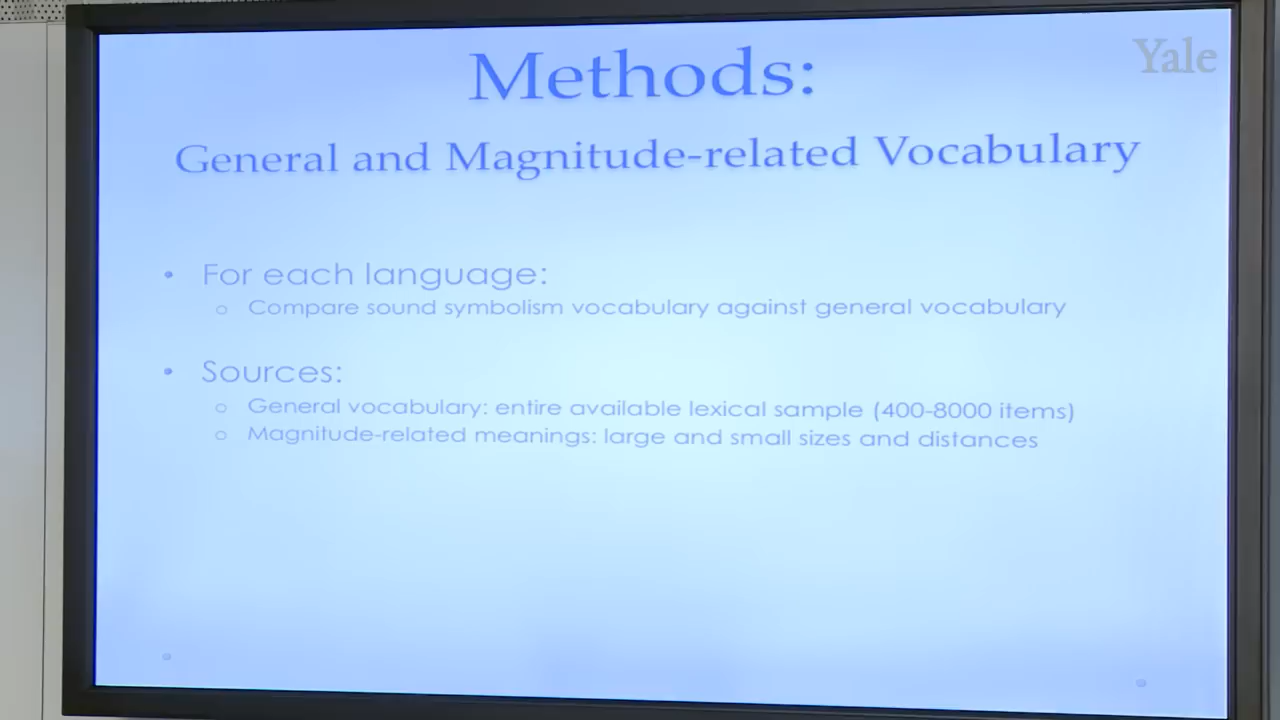 Yale
Methods:
General and Magnitude-related Vocabulary
• For each language:
o Compare sound symbolism vocabulary against general vocabulary
• Sources:
o General vocabulary: entire available lexical sample (400-8000 items)
o Magnitude-related meanings: large and small sizes and distances